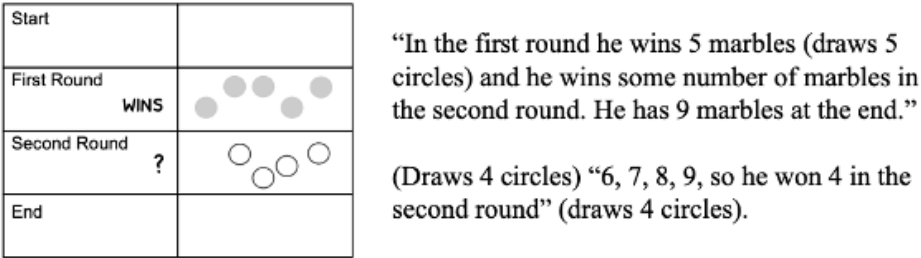 Start
First Round
WINS
Second Round
?
End
“In the first round he wins 5 marbles (draws 5
circles) and he wins some number of marbles in
the second round. He has 9 marbles at the end.”
(Draws 4 circles) “6, 7, 8, 9, so he won 4 in the
second round” (draws 4 circles).